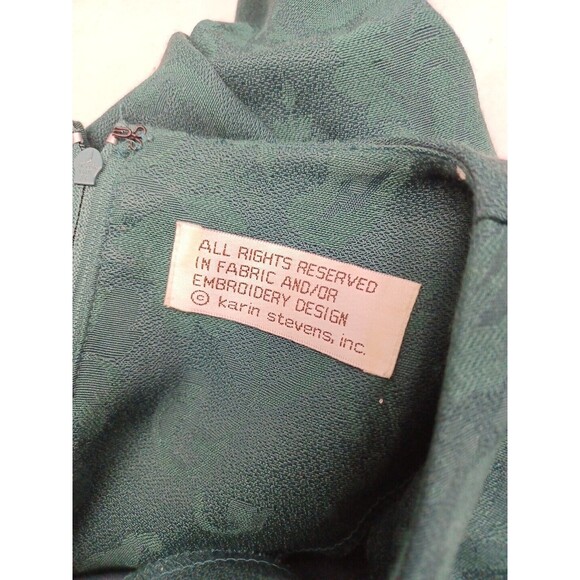 ALL RIGHTS RESERVED
IN FABRIC AND/OR
EMBROIDERY DESIGN
© karin stevens, inc.